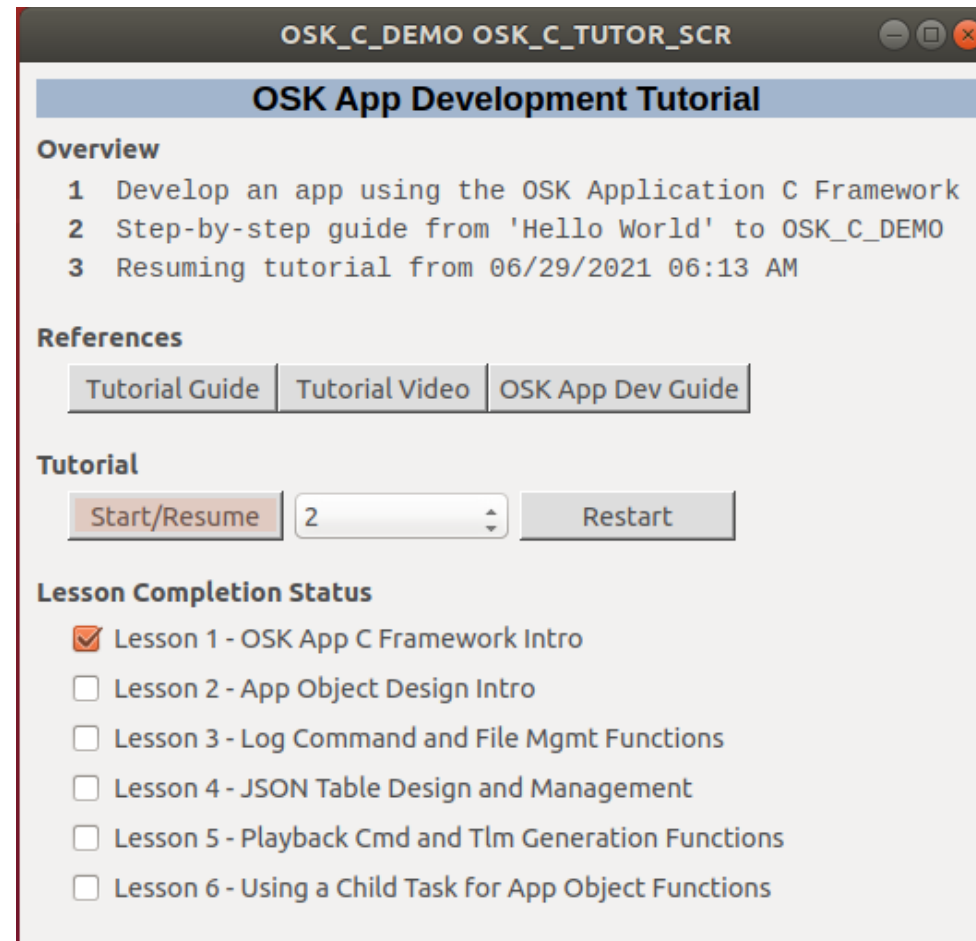 OSK_C_DEMO OSK_C_TUTOR_SCR
OSK App Development Tutorial
Overview
1 Develop an app using the OSK Application C Framework
2 Step-by-step guide from 'Hello World' to OSK_C_DEMO
3 Resuming tutorial from 06/29/2021 06:13 AM
References
Tutorial Guide Tutorial Video OSK App Dev Guide
Tutorial
Start/Resume 2 Restart
Lesson Completion Status
Lesson 1 - OSK App C Framework Intro
Lesson 2 - App Object Design Intro
Lesson 3 - Log Command and File Mgmt Functions
Lesson 4 - JSON Table Design and Management
Lesson 5 - Playback Cmd and Tlm Generation Functions
Lesson 6 - Using a Child Task for App Object Functions